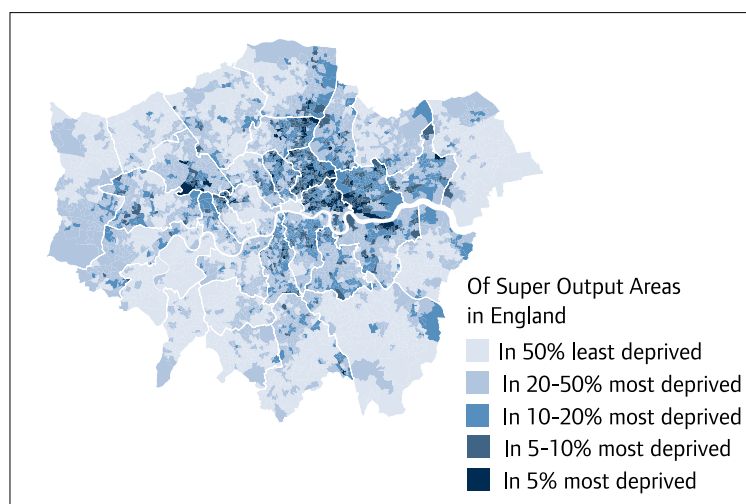 Of Super Output Areas
in England
In 50% least deprived
In 20-50% most deprived
In 10-20% most deprived
In 5-10% most deprived
In 5% most deprived